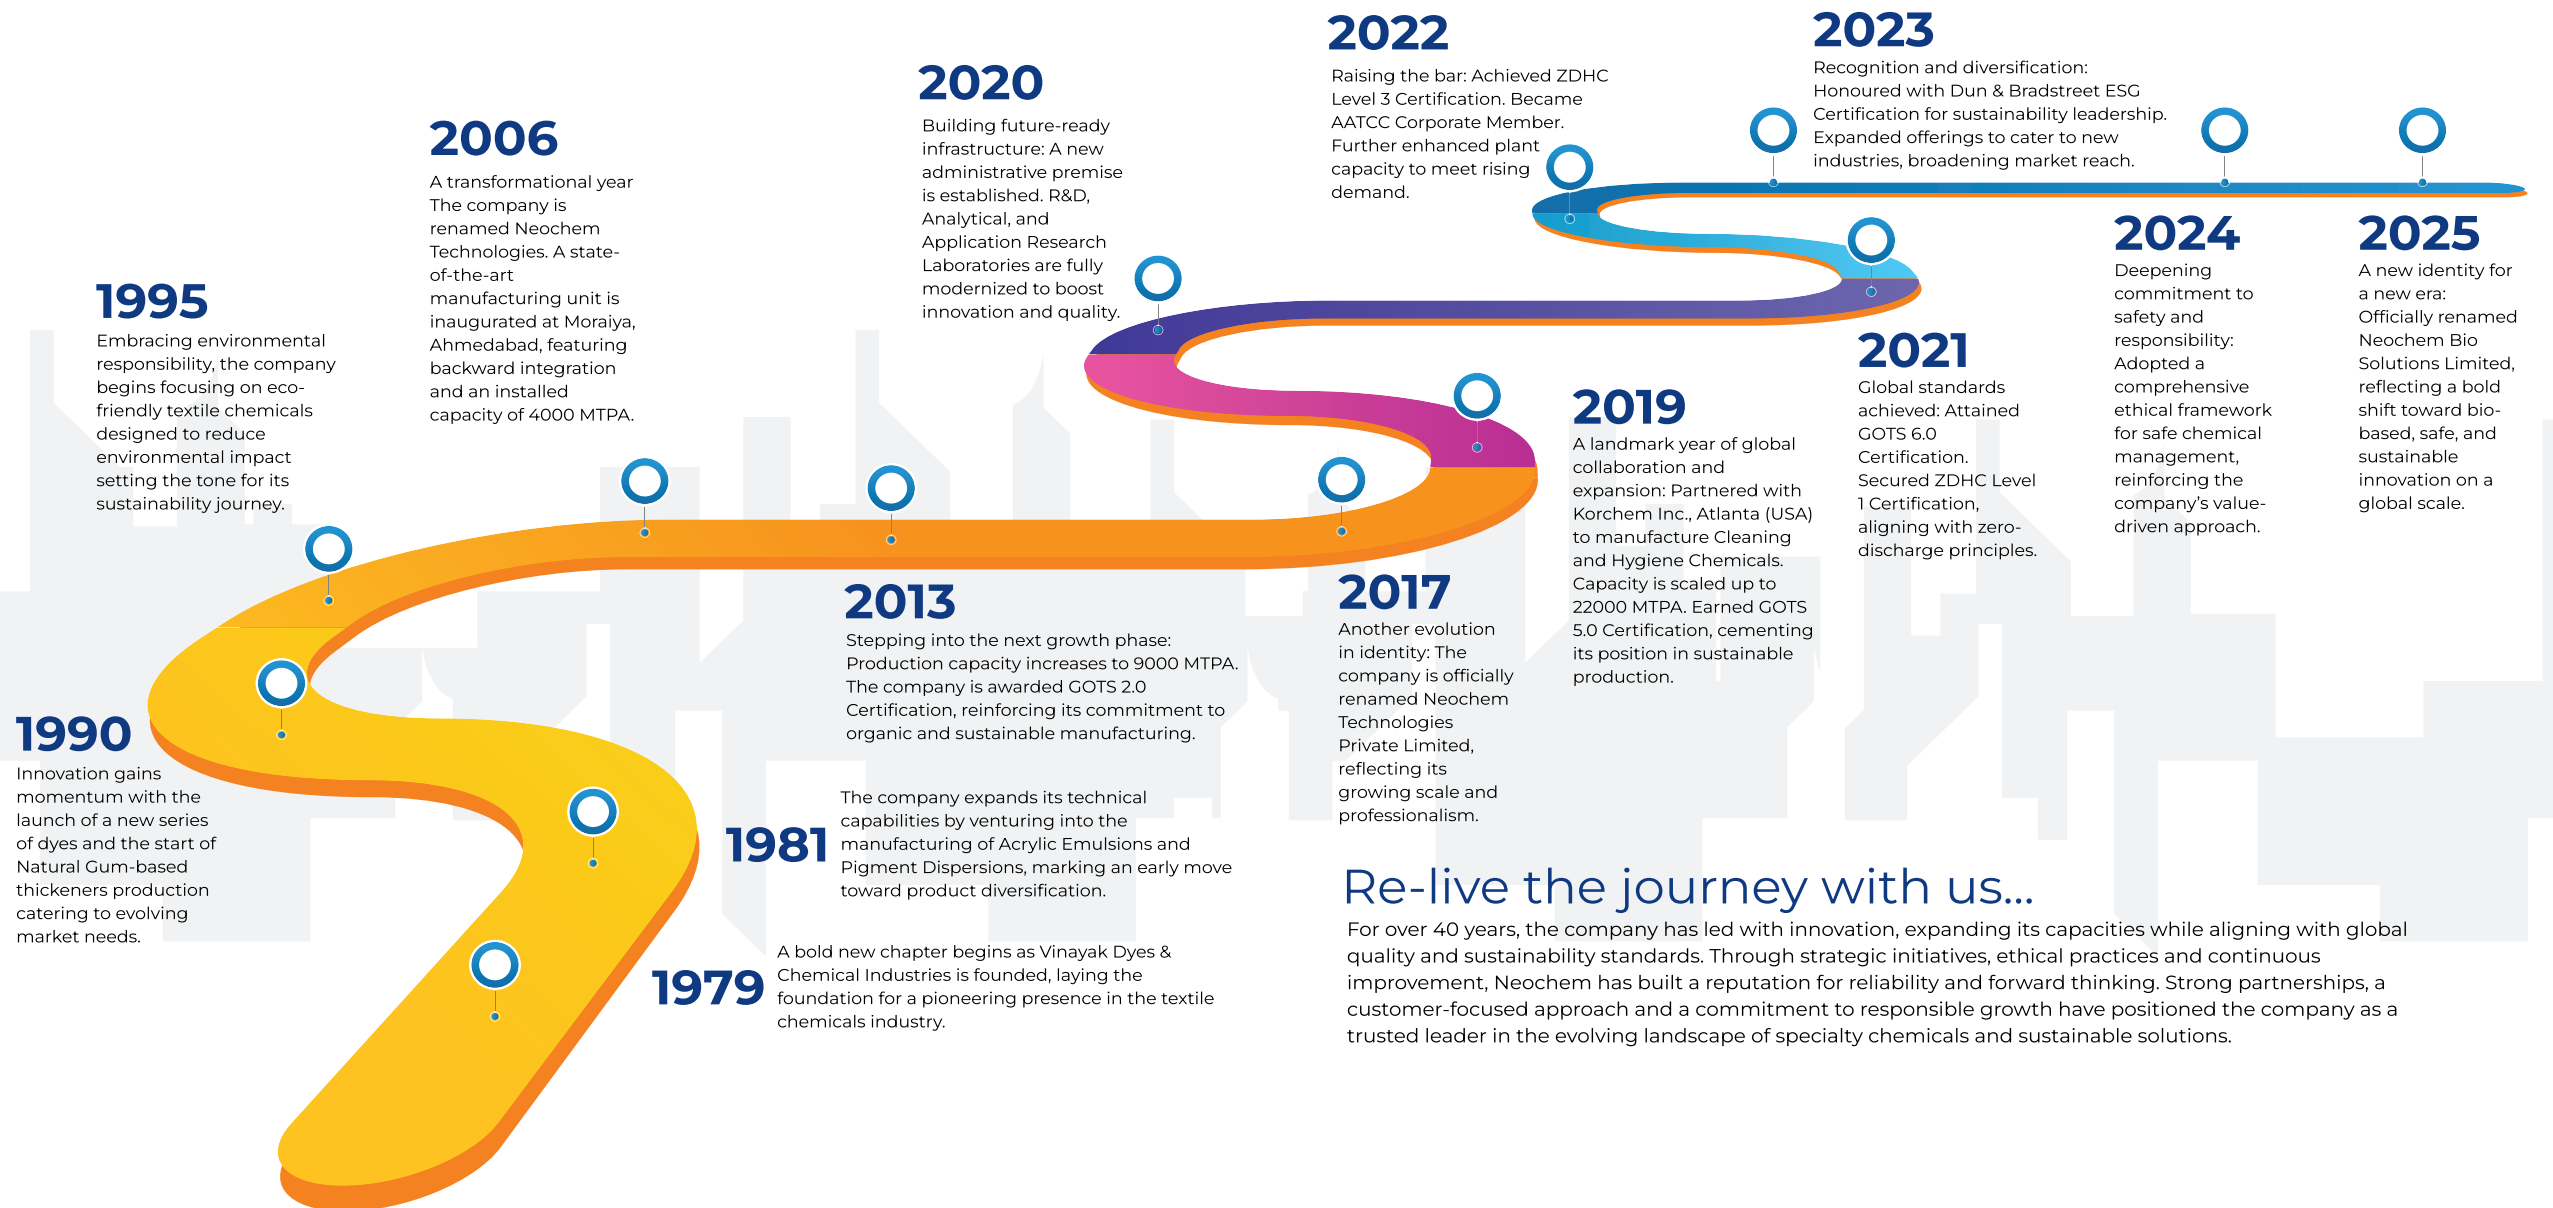 1979
A bold new chapter begins as Vinayak Dyes &
Chemical Industries is founded, laying the
foundation for a pioneering presence in the textile
chemicals industry.
1981
The company expands its technical
capabilities by venturing into the
manufacturing of Acrylic Emulsions and
Pigment Dispersions, marking an early move
toward product diversification.
1990
Innovation gains
momentum with the
launch of a new series
of dyes and the start of
Natural Gum-based
thickeners production
catering to evolving
market needs.
1995
Embracing environmental
responsibility, the company
begins focusing on eco-
friendly textile chemicals
designed to reduce
environmental impact
setting the tone for its
sustainability journey.
2006
A transformational year
The company is
renamed Neochem
Technologies. A state-
of-the-art
manufacturing unit is
inaugurated at Moraiya,
Ahmedabad, featuring
backward integration
and an installed
capacity of 4000 MTPA.
2013
Stepping into the next growth phase:
Production capacity increases to 9000 MTPA.
The company is awarded GOTS 2.0
Certification, reinforcing its commitment to
organic and sustainable manufacturing.
2017
Another evolution
in identity: The
company is officially
renamed Neochem
Technologies
Private Limited,
reflecting its
growing scale and
professionalism.
2019
A landmark year of global
collaboration and
expansion: Partnered with
Korchem Inc., Atlanta (USA)
to manufacture Cleaning
and Hygiene Chemicals.
Capacity is scaled up to
22000 MTPA. Earned GOTS
5.0 Certification, cementing
its position in sustainable
production.
2020
Building future-ready
infrastructure: A new
administrative premise
is established. R&D,
Analytical, and
Application Research
Laboratories are fully
modernized to boost
innovation and quality.
2021
Global standards
achieved: Attained
GOTS 6.0
Certification.
Secured ZDHC Level
1 Certification,
aligning with zero-
discharge principles.
2022
Raising the bar: Achieved ZDHC
Level 3 Certification. Became
AATCC Corporate Member.
Further enhanced plant
capacity to meet rising
demand.
2023
Recognition and diversification:
Honoured with Dun & Bradstreet ESG
Certification for sustainability leadership.
Expanded offerings to cater to new
industries, broadening market reach.
2024
Deepening
commitment to
safety and
responsibility:
Adopted a
comprehensive
ethical framework
for safe chemical
management,
reinforcing the
company's value-
driven approach.
2025
A new identity for
a new era:
Officially renamed
Neochem Bio
Solutions Limited,
reflecting a bold
shift toward bio-
based, safe, and
sustainable
innovation on a
global scale.
Re-live the journey with us...
For over 40 years, the company has led with innovation, expanding its capacities while aligning with global
quality and sustainability standards. Through strategic initiatives, ethical practices and continuous
improvement, Neochem has built a reputation for reliability and forward thinking. Strong partnerships, a
customer-focused approach and a commitment to responsible growth have positioned the company as a
trusted leader in the evolving landscape of specialty chemicals and sustainable solutions.